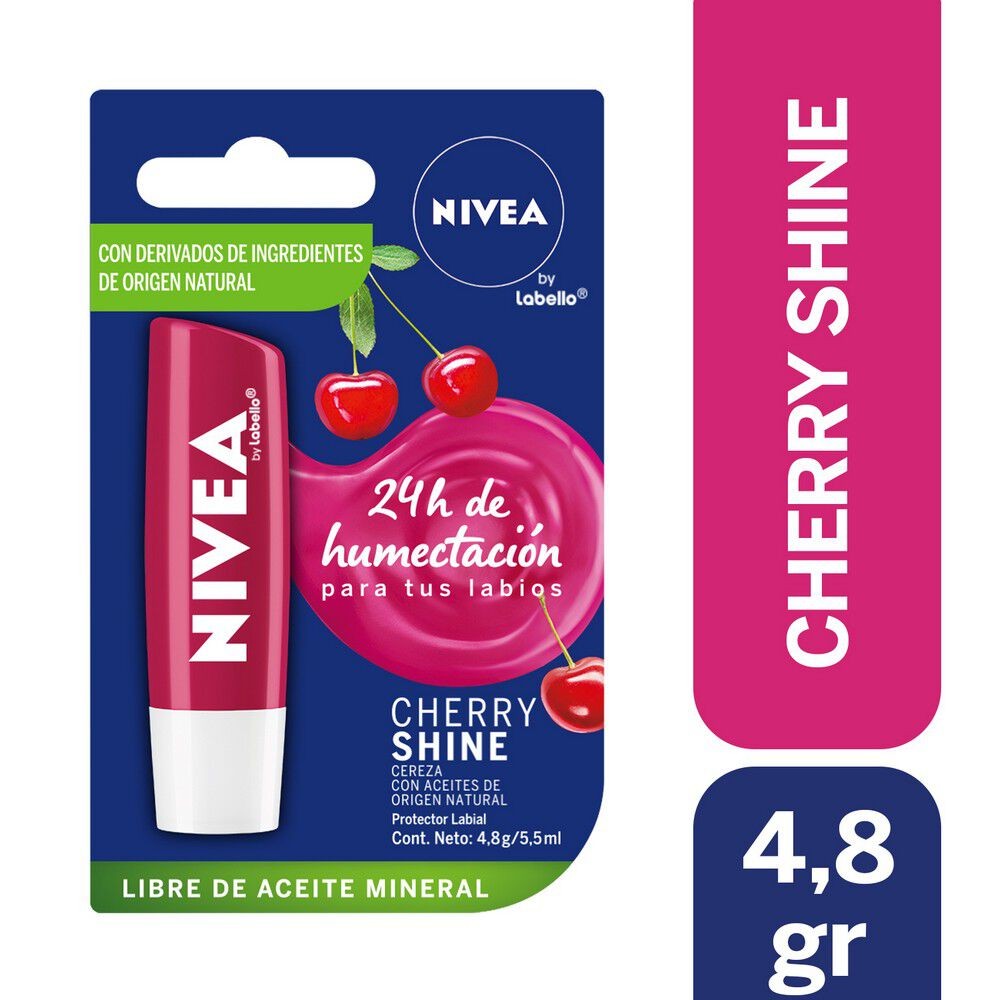 CON DERIVADOS DE INGREDIENTES
DE ORIGEN NATURAL
NIVEA
by
Labello®
NIVEA
by Labello®
24h de
humectación
para tus labios
CHERRY
SHINE
CEREZA
CON ACEITES DE
ORIGEN NATURAL
Protector Labial
Cont. Neto: 4,8g/5,5ml
LIBRE DE ACEITE MINERAL
CHERRY SHINE
4,8
gr